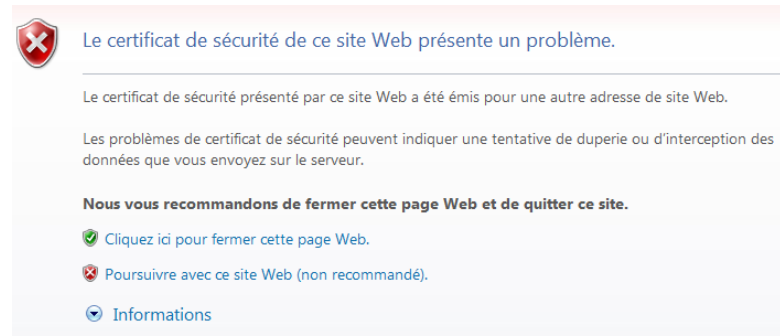 Le certificat de sécurité de ce site Web présente un problème.
Le certificat de sécurité présenté par ce site Web a été émis pour une autre adresse de site Web.
Les problèmes de certificat de sécurité peuvent indiquer une tentative de duperie ou d'interception des
données que vous envoyez sur le serveur.
Nous vous recommandons de fermer cette page Web et de quitter ce site.
Cliquez ici pour fermer cette page Web.
Poursuivre avec ce site Web (non recommandé).
Informations